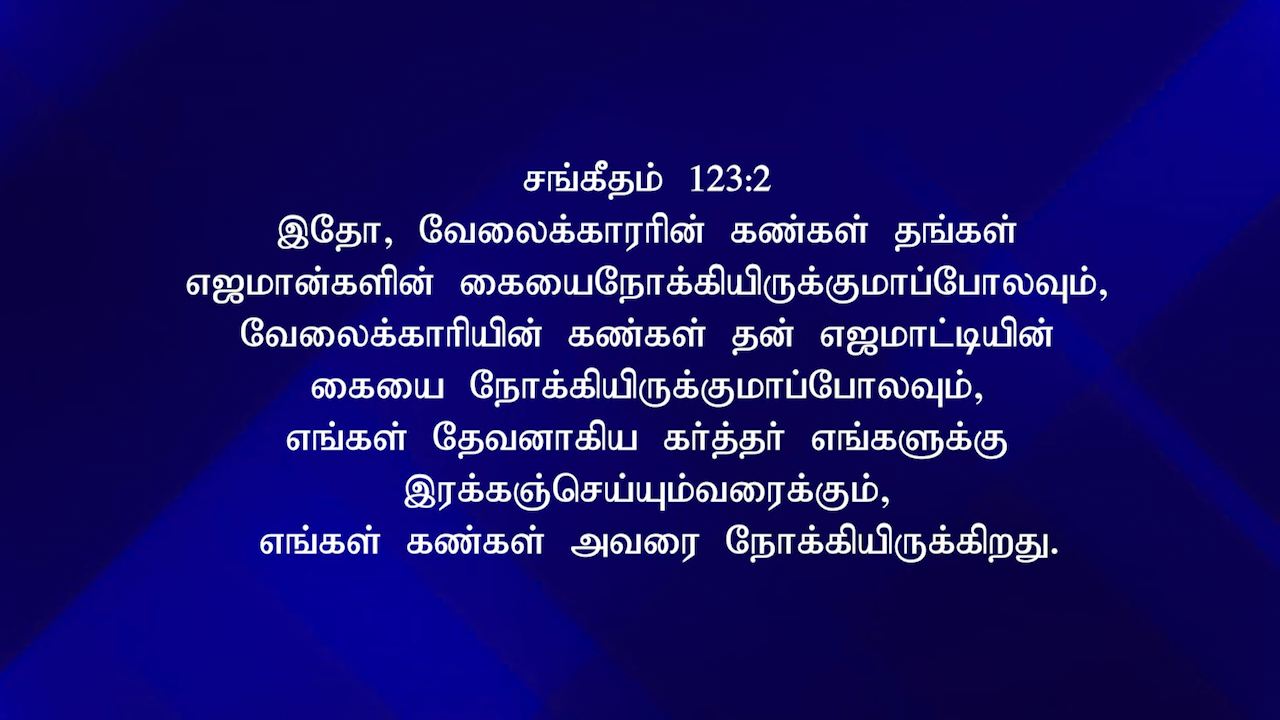 சங்கீதம் 123:2
இதோ, வேலைக்காரரின் கண்கள் தங்கள்
எஜமான்களின் கையைநோக்கியிருக்குமாப்போலவும்,
வேலைக்காரியின் கண்கள் தன் எஜமாட்டியின்
கையை நோக்கியிருக்குமாப்போலவும்,
எங்கள் தேவனாகிய கர்த்தர் எங்களுக்கு
இரக்கஞ்செய்யும்வரைக்கும்,
எங்கள் கண்கள் அவரை நோக்கியிருக்கிறது.